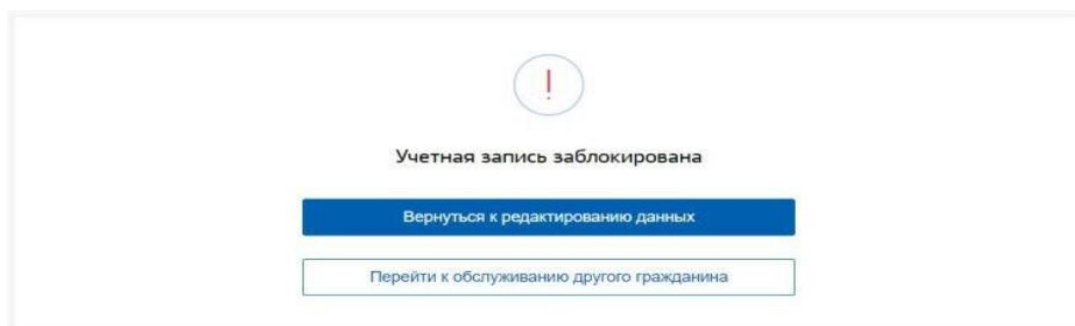 Учетная запись заблокирована
Вернуться к редактированию данных
Перейти к обслуживанию другого гражданина